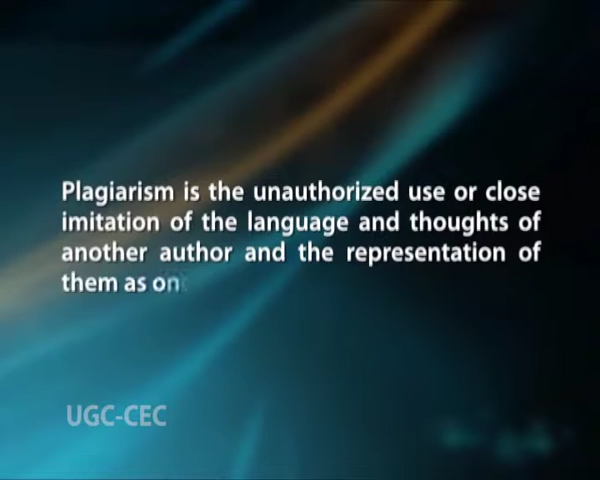 Plagiarism is the unauthorized use or close
imitation of the language and thoughts of
another author and the representation of
them as on
UGC-CEC